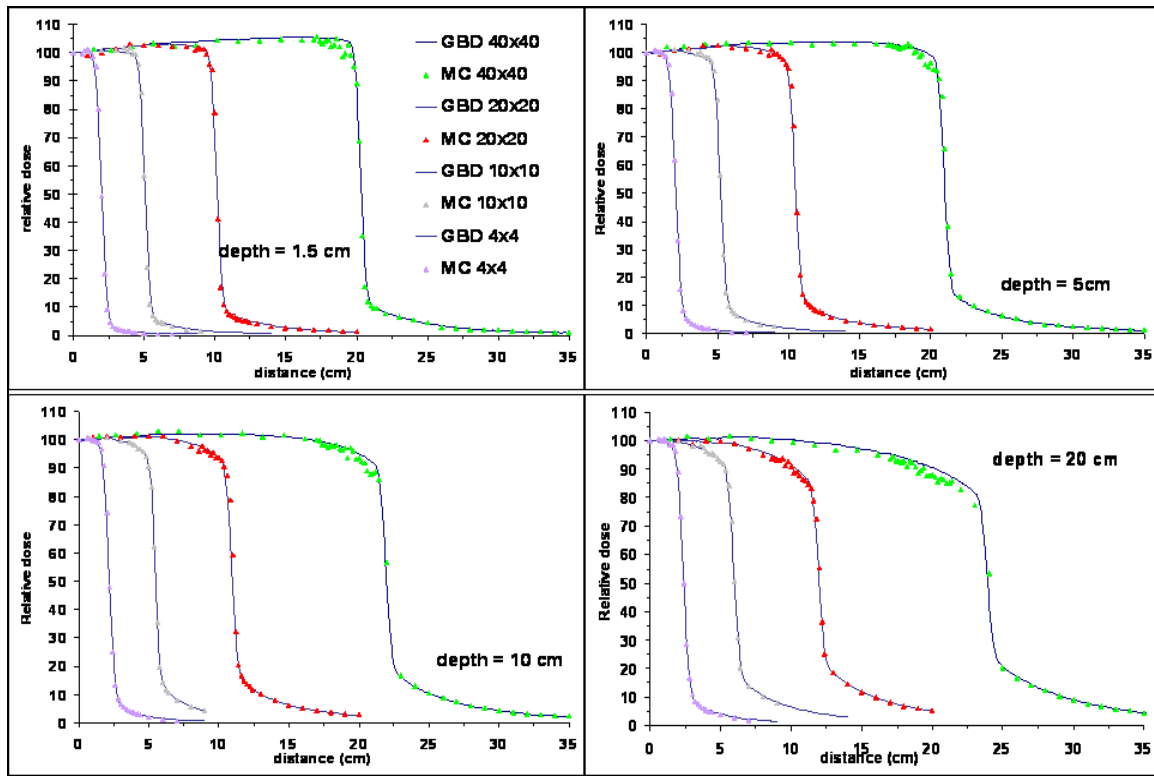 110
100
90
80
70
60
50
40
30
20
10
0
relative dose
0 5 10 15 20 25 30 35
distance (cm)
GBD 40x40
MC 40x40
GBD 20x20
MC 20x20
GBD 10x10
MC 10x10
GBD 4x4
MC 4x4
depth = 1.5 cm
110
100
90
80
70
60
50
40
30
20
10
0
Relative dose
0 5 10 15 20 25 30 35
distance (cm)
depth = 5cm
110
100
90
80
70
60
50
40
30
20
10
0
Relative dose
0 5 10 15 20 25 30 35
distance (cm)
depth = 10 cm
110
100
90
80
70
60
50
40
30
20
10
0
Relative dose
0 5 10 15 20 25 30 35
distance (cm)
depth = 20 cm